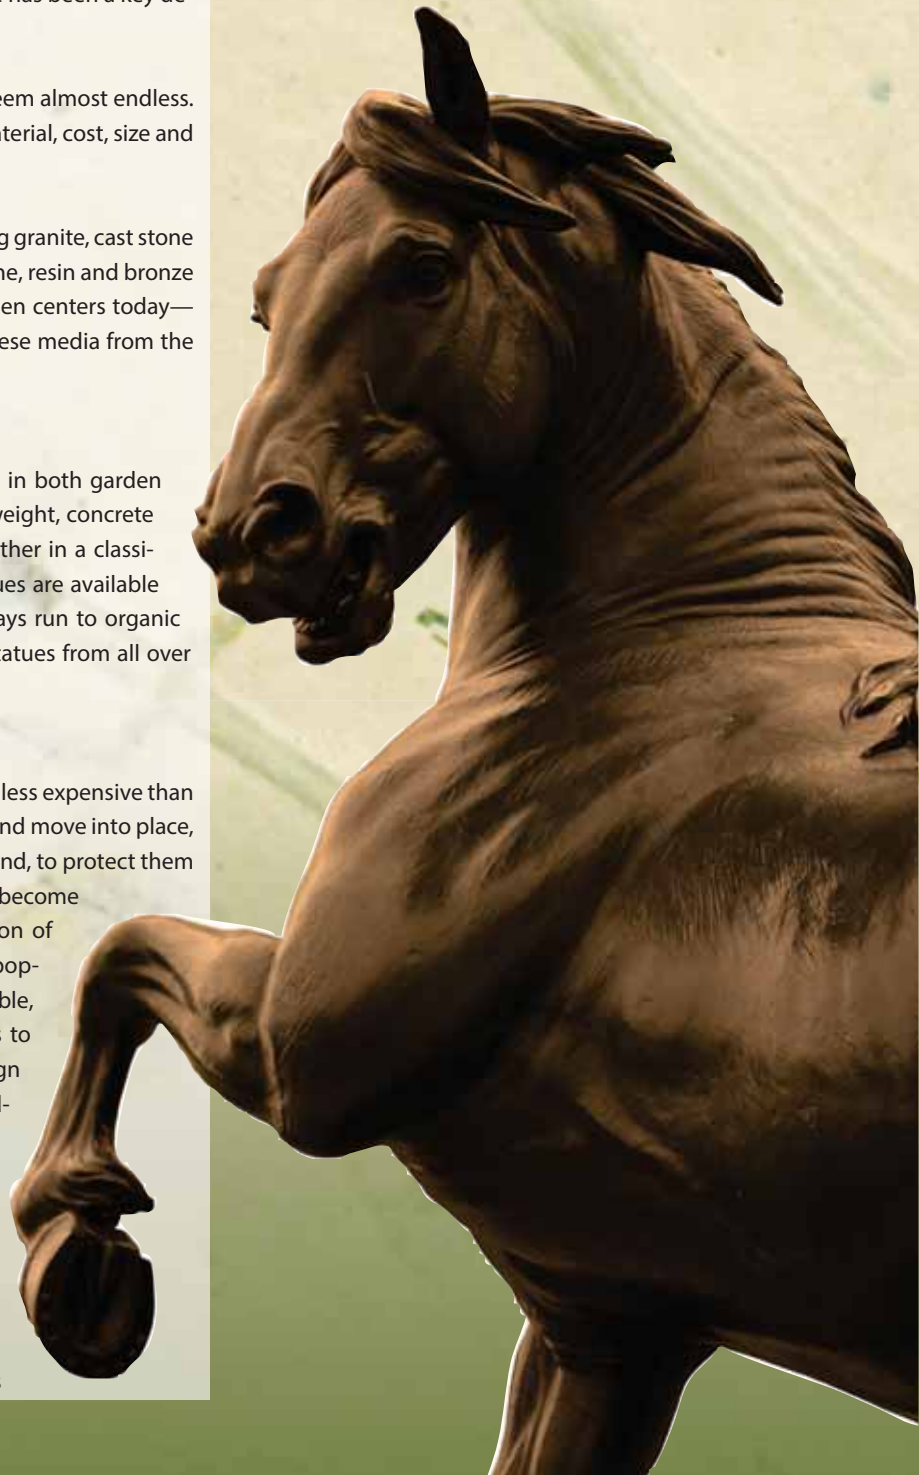 has been a key de-
em almost endless.
terial, cost, size and
g granite, cast stone
ne, resin and bronze
en centers today—
ese media from the
in both garden
veight, concrete
ther in a classi-
ues are available
ays run to organic
tatues from all over
less expensive than
nd move into place,
nd, to protect them
become
on of
pop-
ble,
s to
gn
l-
s